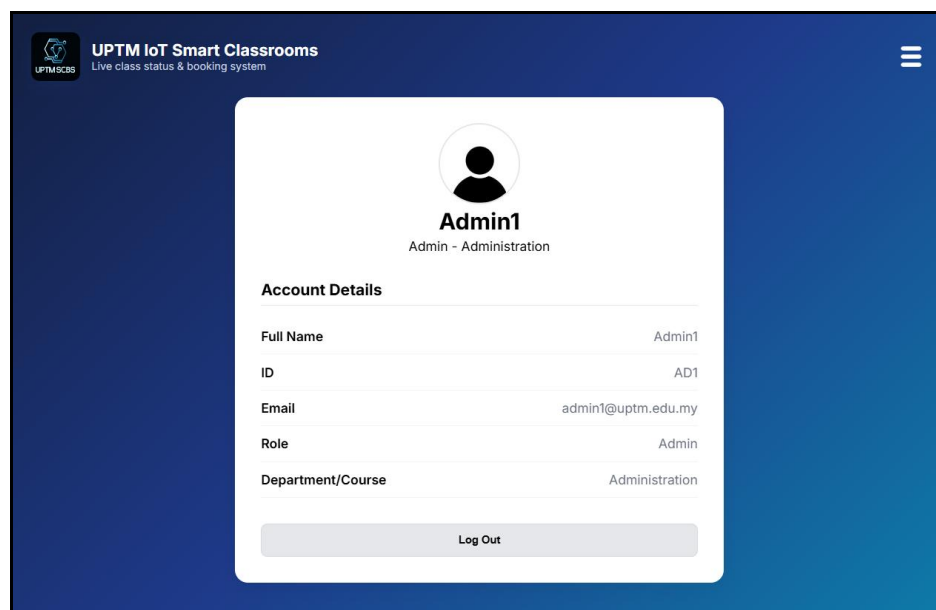 UPTM SCBS
UPTM IoT Smart Classrooms
Live class status & booking system
Admin1
Admin - Administration
Account Details
Full Name Admin1
ID AD1
Email admin1@uptm.edu.my
Role Admin
Department/Course Administration
Log Out